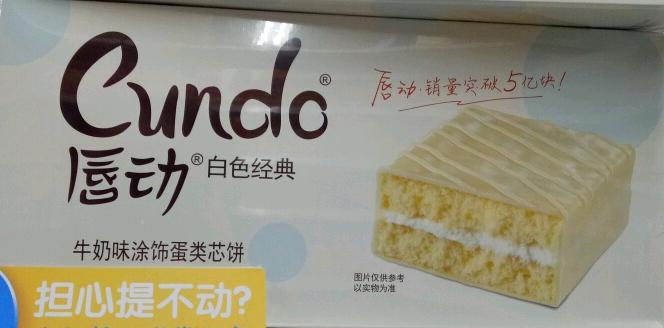 Cundo®
唇动®白色经典
唇动·销量突破5亿块!
牛奶味涂饰蛋类芯饼
图片仅供参考
以实物为准
担心提不动?